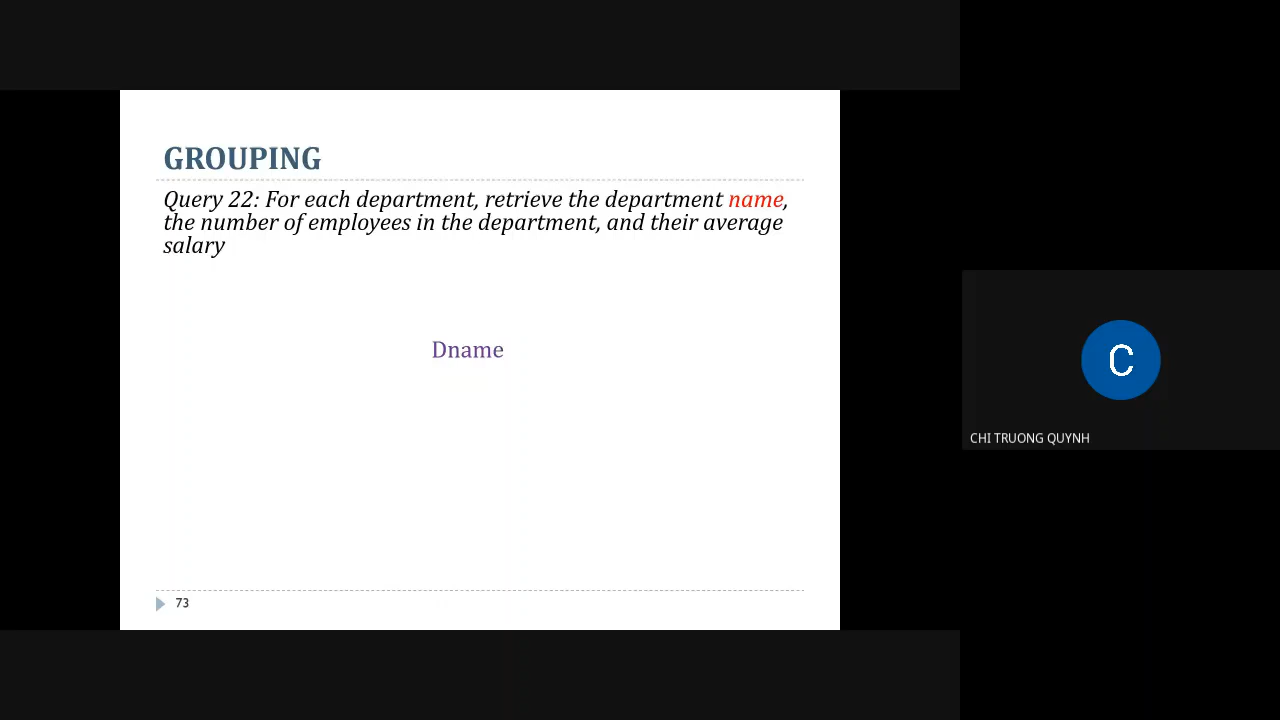 GROUPING
Query 22: For each department, retrieve the department name,
the number of employees in the department, and their average
salary
Dname
73
C
CHI TRUONG QUYNH